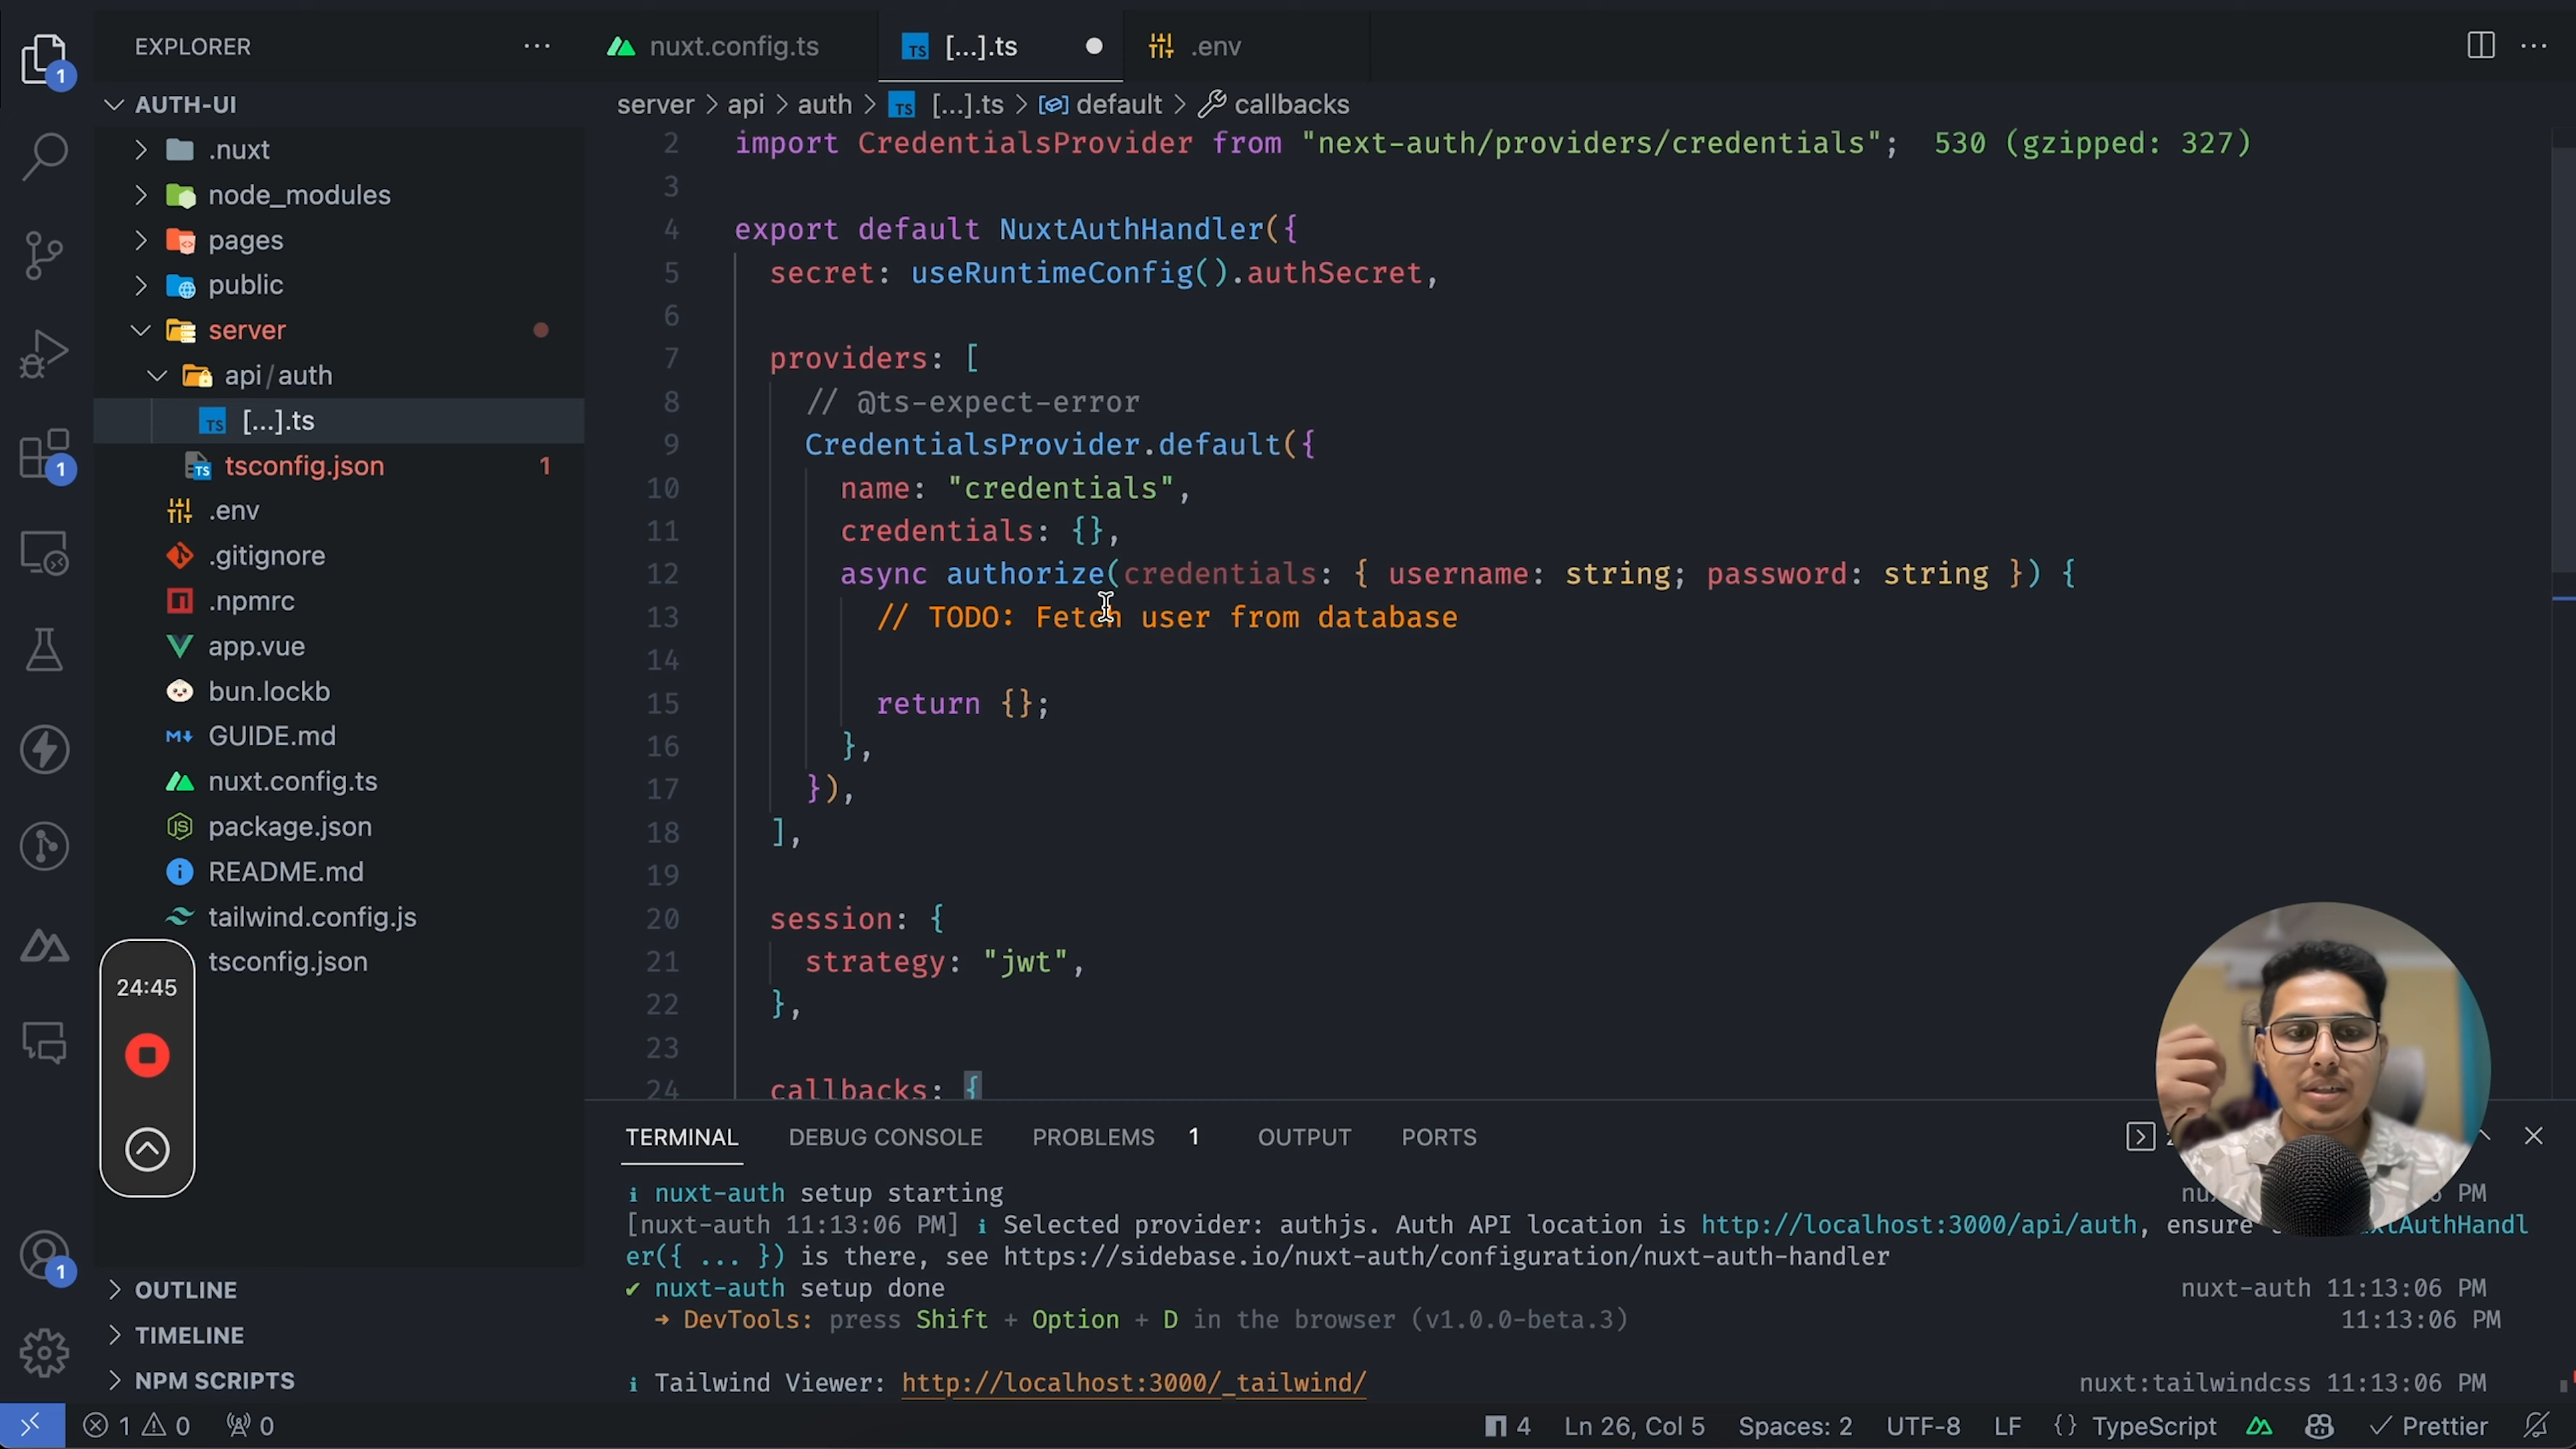 EXPLORER
nuxt.config.ts
[...].ts
.env
AUTH-UI
.nuxt
node_modules
pages
public
server
api/auth
[...].ts
tsconfig.json 1
.env
.gitignore
.npmrc
app.vue
bun.lockb
GUIDE.md
nuxt.config.ts
package.json
README.md
tailwind.config.js
tsconfig.json
OUTLINE
TIMELINE
NPM SCRIPTS
24:45
1
1
1
server > api > auth > TS [...].ts > default > callbacks
2 import CredentialsProvider from "next-auth/providers/credentials"; 530 (gzipped: 327)
3
4 export default NuxtAuthHandler({
5 secret: useRuntimeConfig().authSecret,
6
7 providers: [
8 // @ts-expect-error
9 CredentialsProvider.default({
10 name: "credentials",
11 credentials: {},
12 async authorize(credentials: { username: string; password: string }) {
13 // TODO: Fetch user from database
14
15 return {};
16 },
17 }),
18 ],
19
20 session: {
21 strategy: "jwt",
22 },
23
24 callbacks: {
TERMINAL DEBUG CONSOLE PROBLEMS 1 OUTPUT PORTS
i nuxt-auth setup starting PM
[nuxt-auth 11:13:06 PM] i Selected provider: authjs. Auth API location is http://localhost:3000/api/auth, ensure
er({ ... }) is there, see https://sidebase.io/nuxt-auth/configuration/nuxt-auth-handler
✔ nuxt-auth setup done nuxt-auth 11:13:06 PM
➜ DevTools: press Shift + Option + D in the browser (v1.0.0-beta.3) 11:13:06 PM
i Tailwind Viewer: http://localhost:3000/_tailwind/ nuxt:tailwindcss 11:13:06 PM
1 0 0 4 Ln 26, Col 5 Spaces: 2 UTF-8 LF {} TypeScript Prettier